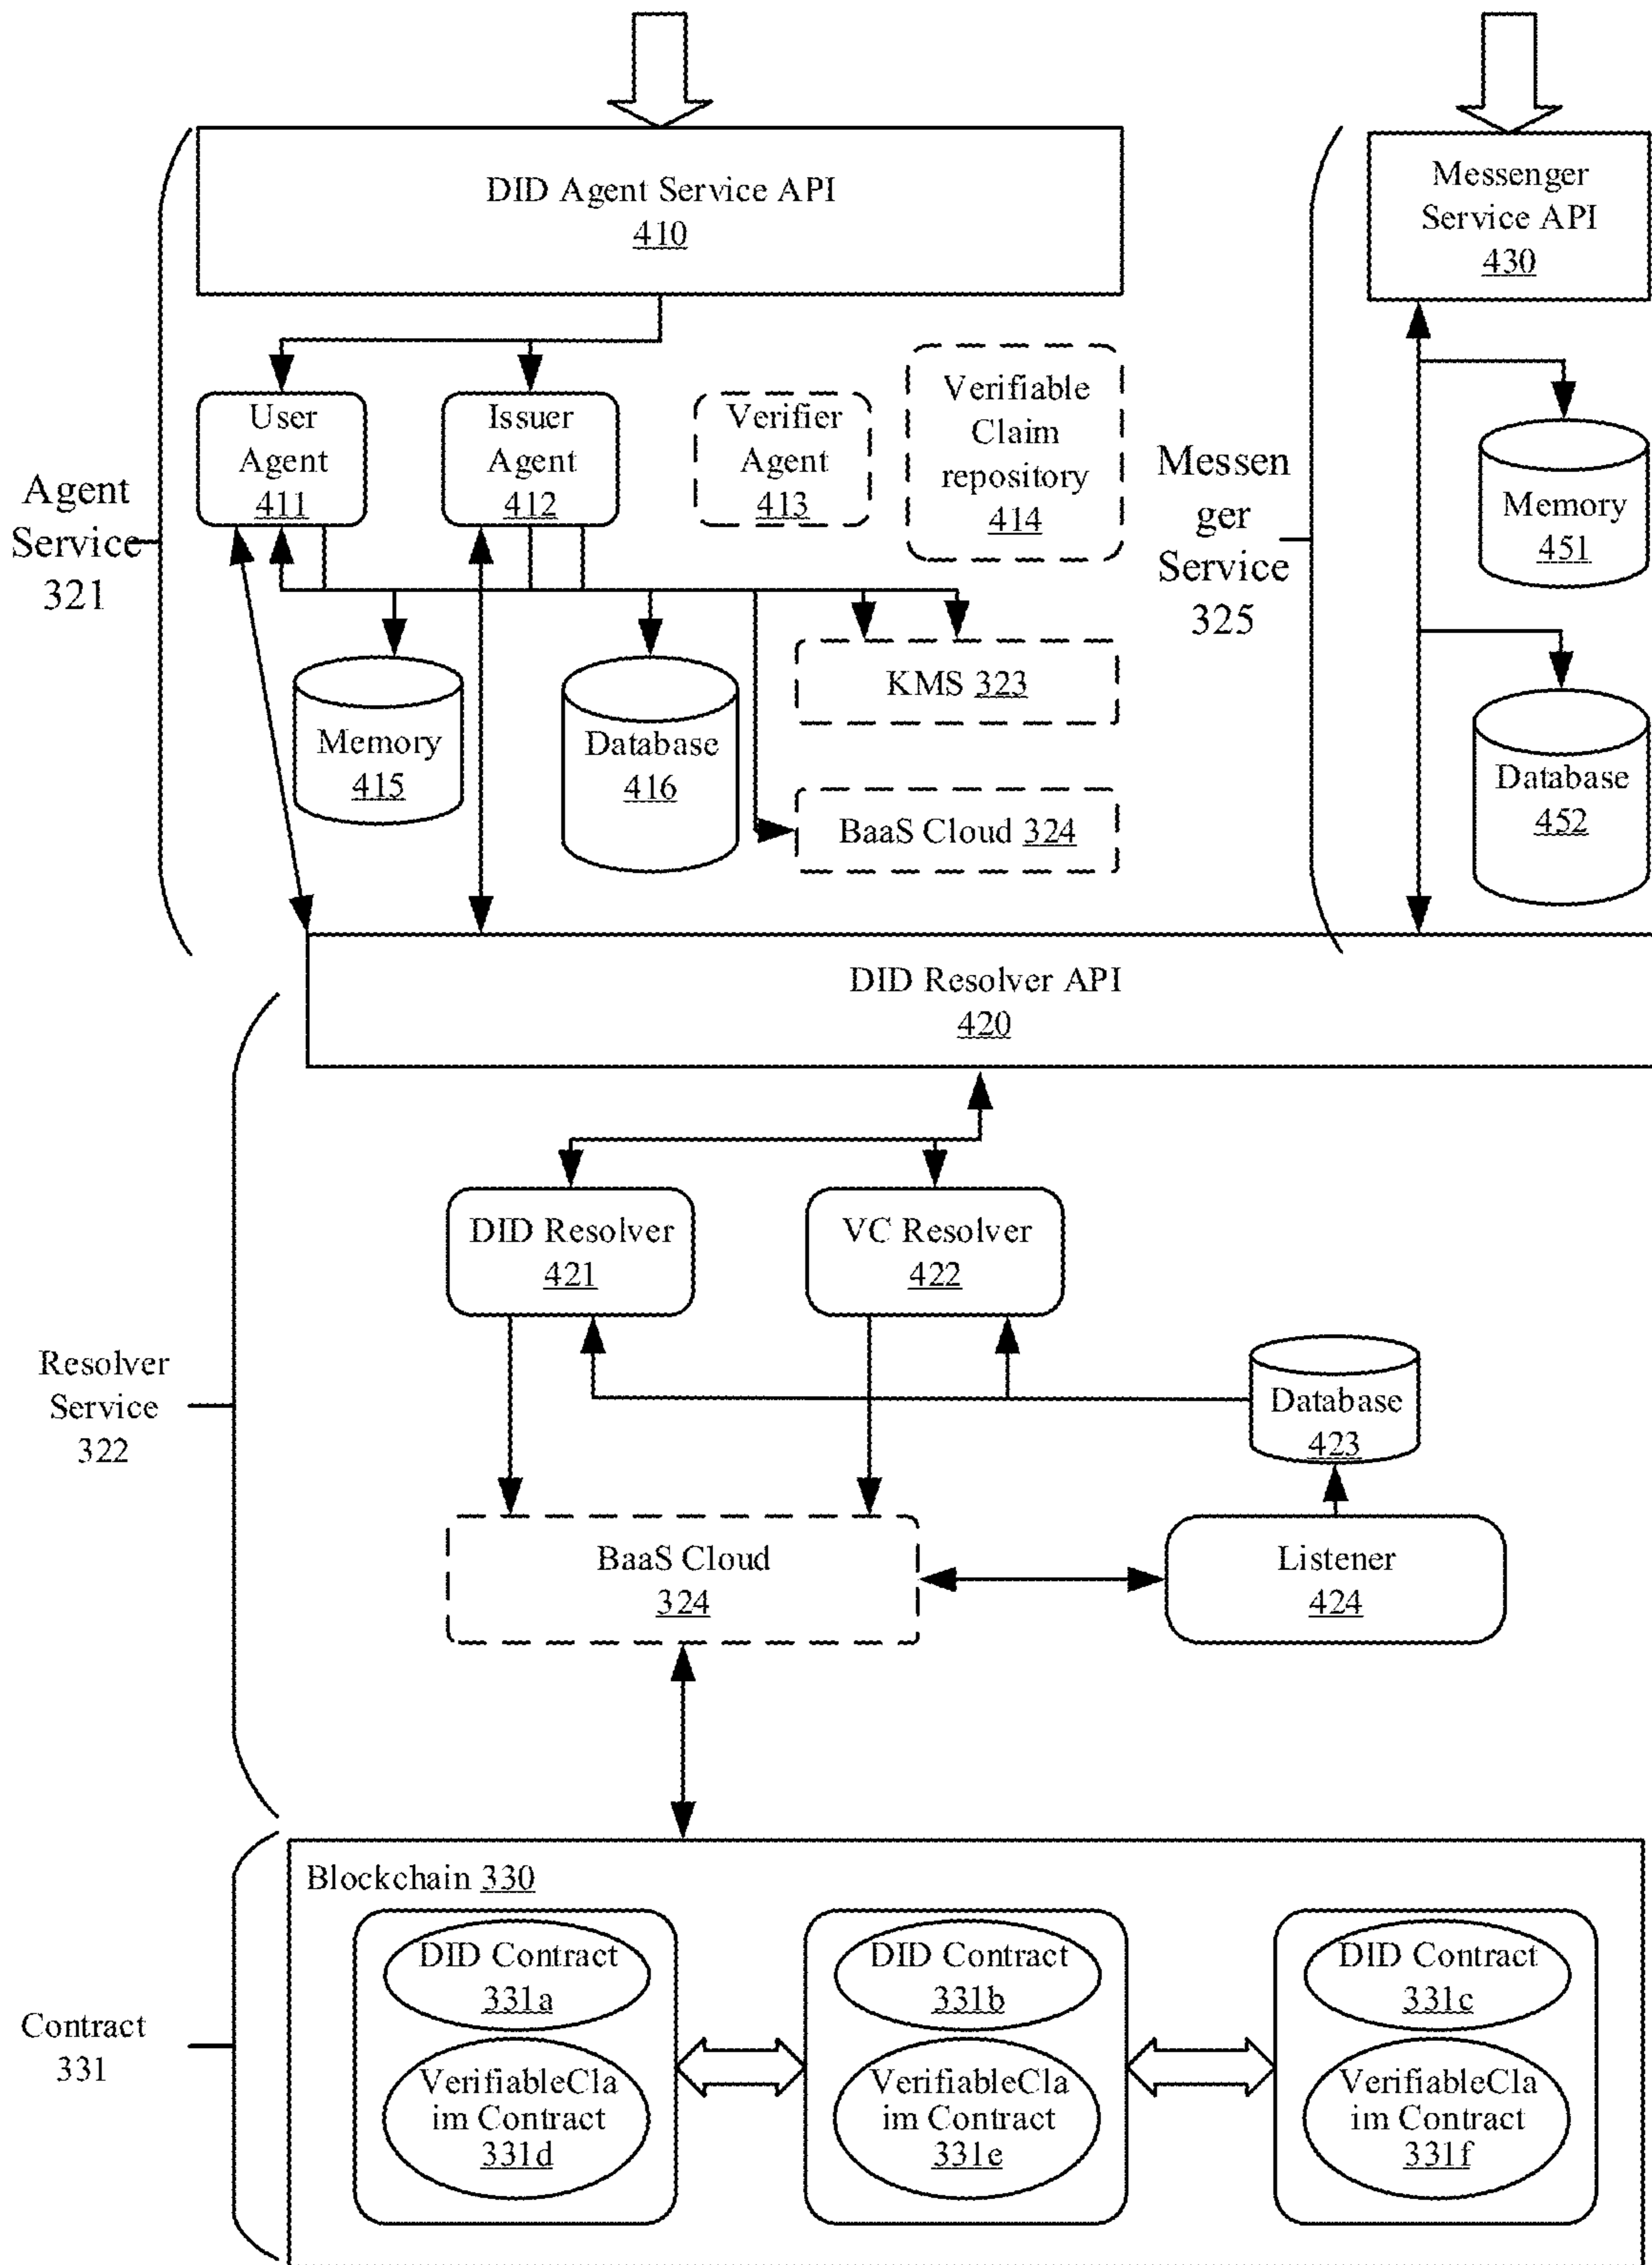 DID Agent Service API
410
Messenger
Service API
430
Agent
Service
321
User
Agent
411
Issuer
Agent
412
Verifier
Agent
413
Verifiable
Claim
repository
414
Memory
415
Database
416
KMS 323
BaaS Cloud 324
Messen
ger
Service
325
Memory
451
Database
452
DID Resolver API
420
Resolver
Service
322
DID Resolver
421
VC Resolver
422
Database
423
BaaS Cloud
324
Listener
424
Contract
331
Blockchain 330
DID Contract
331a
VerifiableCla
im Contract
331d
DID Contract
331b
VerifiableCla
im Contract
331e
DID Contract
331c
VerifiableCla
im Contract
331f